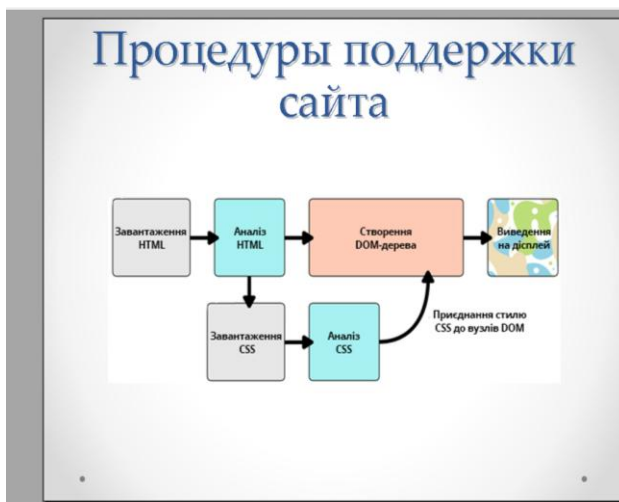 Процедуры поддержки
сайта
Завантаження
HTML
Аналіз
HTML
Створення
DOM-дерева
Виведення
на дісплей
Завантаження
CSS
Аналіз
CSS
Приєднання стилю
CSS до вузлів DOM